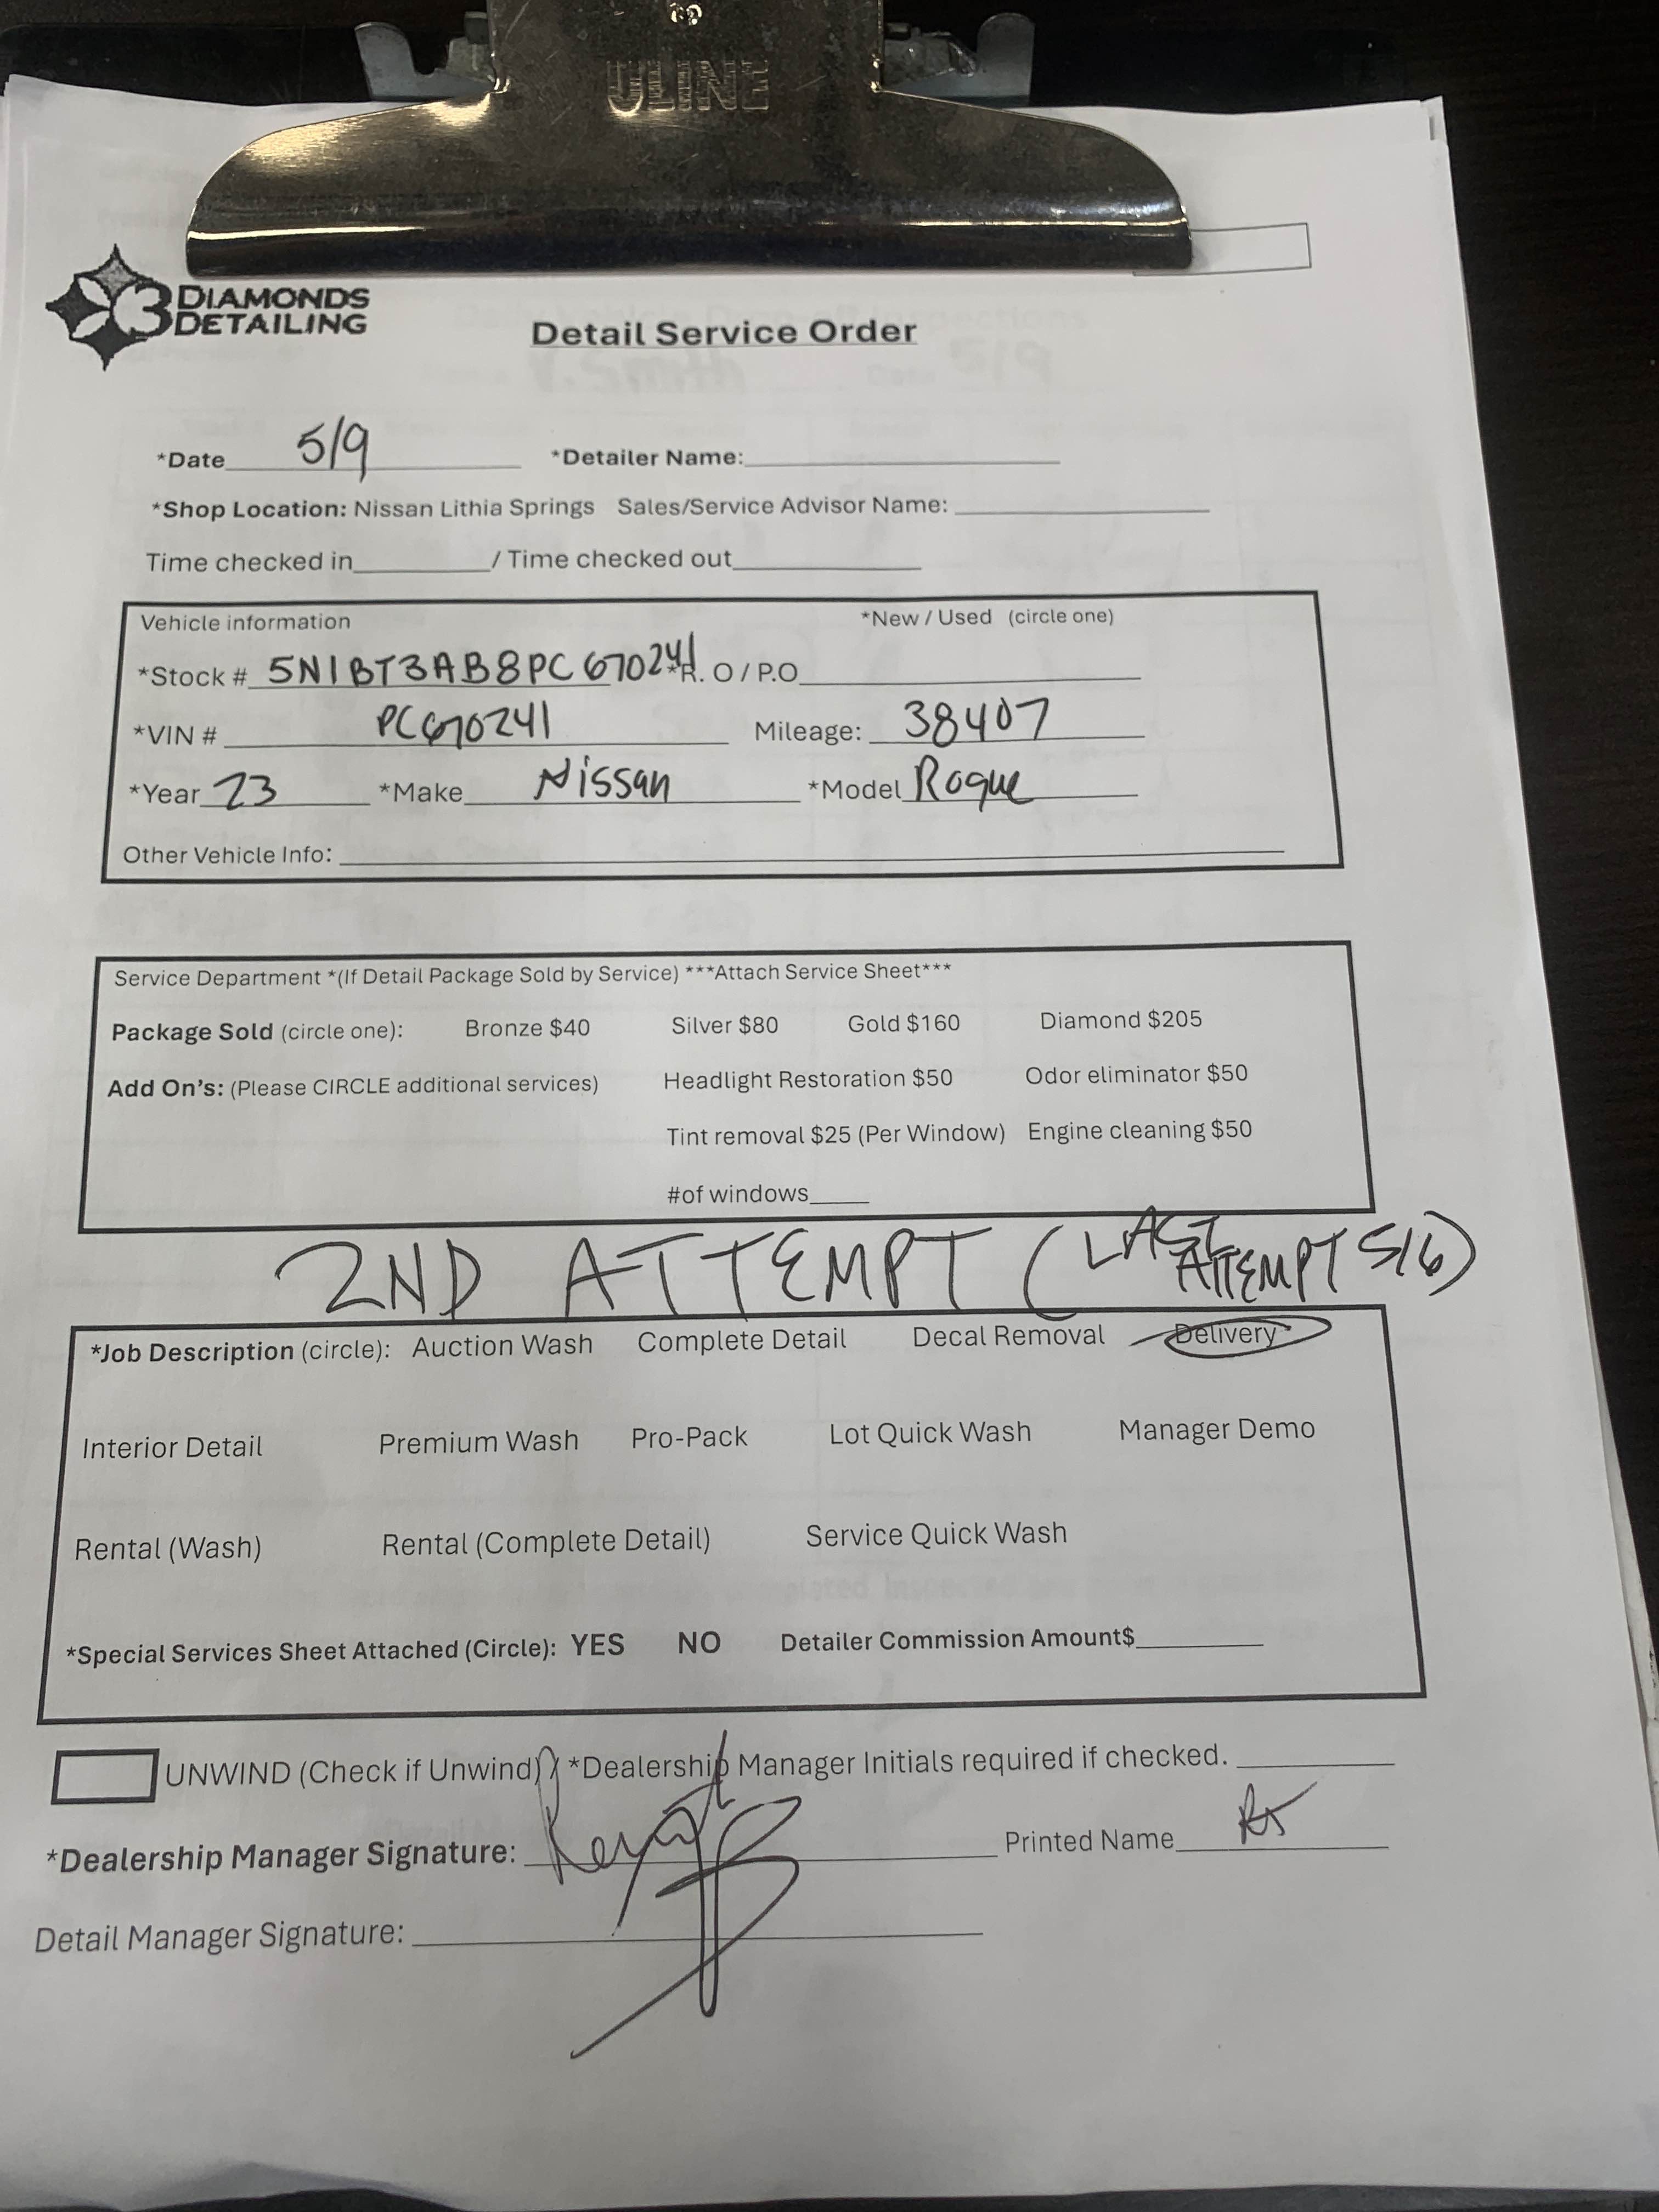 ULINE
3 DIAMONDS
DETAILING
Detail Service Order
*Date 5/9 *Detailer Name:
*Shop Location: Nissan Lithia Springs Sales/Service Advisor Name:
Time checked in / Time checked out
Vehicle information *New / Used (circle one)
*Stock # 5N1BT3AB8PC670241 *R. O / P.O
*VIN # PC670241 Mileage: 38407
*Year 23 *Make Nissan *Model Rogue
Other Vehicle Info:
Service Department *(If Detail Package Sold by Service) ***Attach Service Sheet***
Package Sold (circle one): Bronze $40 Silver $80 Gold $160 Diamond $205
Add On's: (Please CIRCLE additional services) Headlight Restoration $50 Odor eliminator $50
Tint removal $25 (Per Window) Engine cleaning $50
#of windows
2ND ATTEMPT (LAST ATTEMPT 5/6)
*Job Description (circle): Auction Wash Complete Detail Decal Removal Delivery
Interior Detail Premium Wash Pro-Pack Lot Quick Wash Manager Demo
Rental (Wash) Rental (Complete Detail) Service Quick Wash
*Special Services Sheet Attached (Circle): YES NO Detailer Commission Amount$
UNWIND (Check if Unwind) / *Dealership Manager Initials required if checked.
*Dealership Manager Signature: Printed Name
Detail Manager Signature: